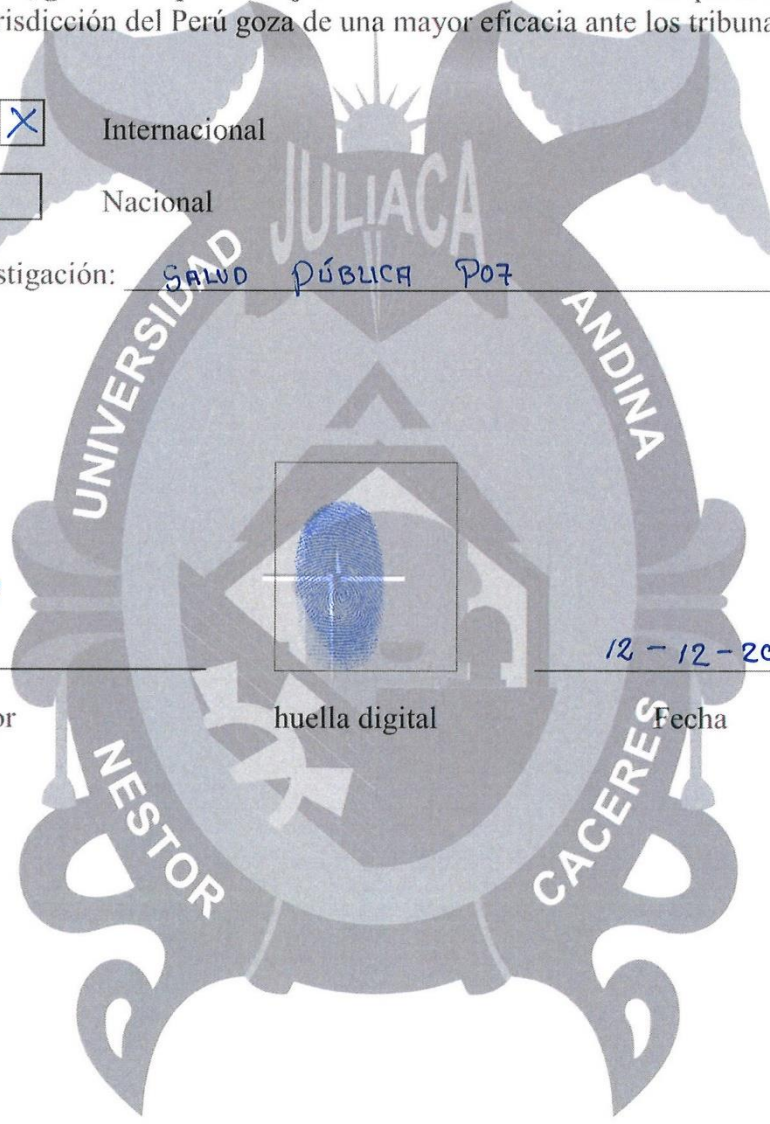 risdicción del Perú goza de una mayor eficacia ante los tribuna
X Internacional
Nacional
stigación: SALUD PÚBLICA P07
JULIACA
UNIVERSIDAD
ANDINA
12 - 12 - 20
or huella digital Fecha
NESTOR
CACERES